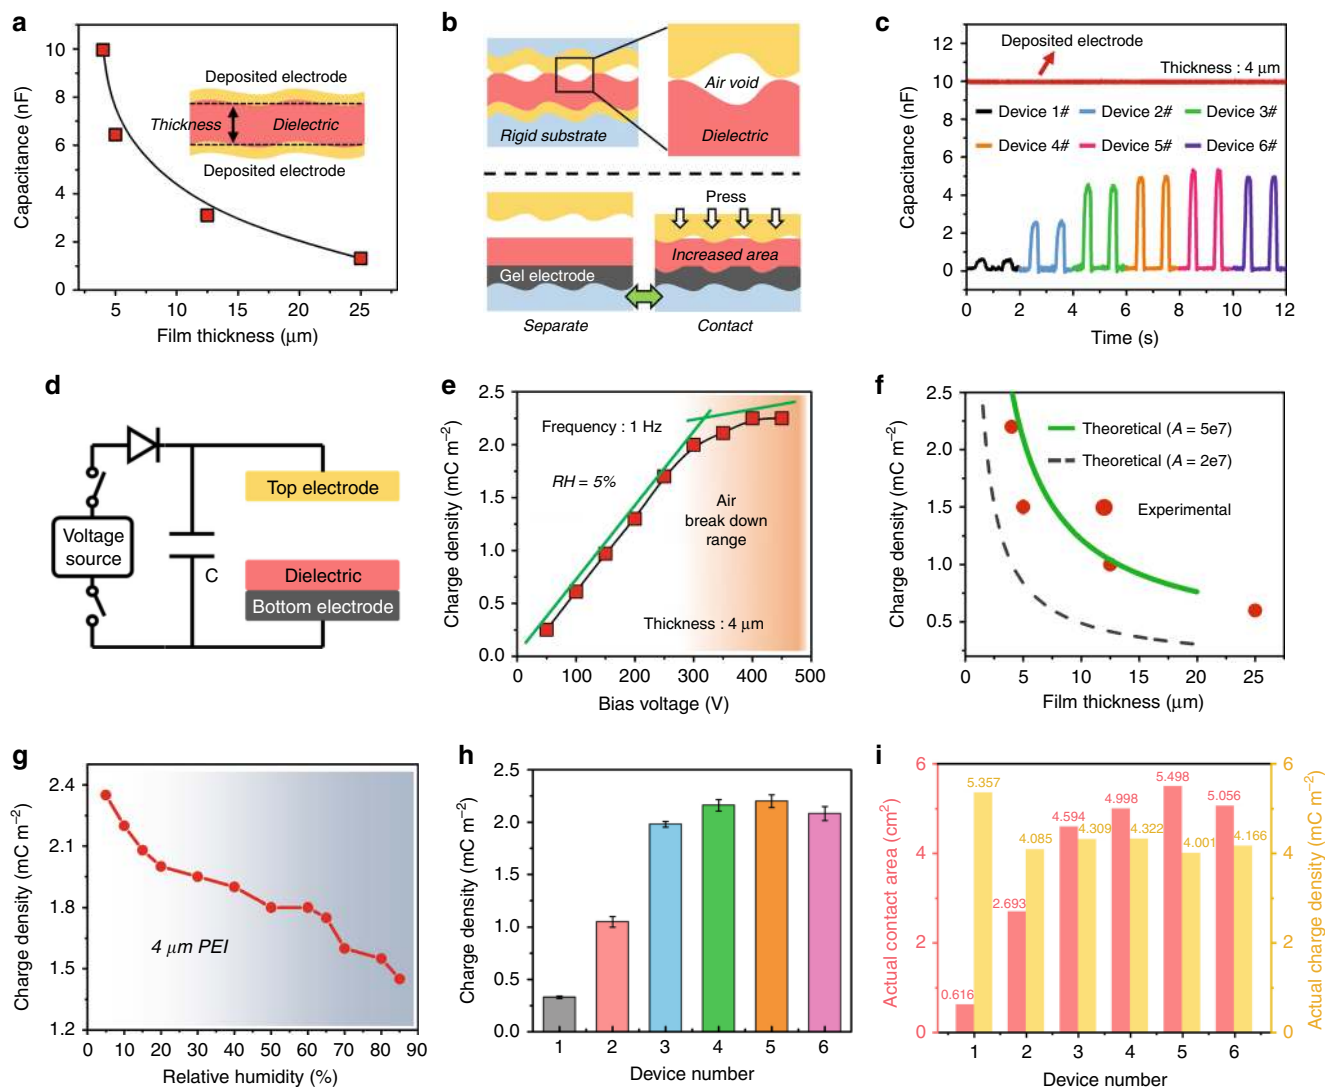 a
10
8
6
4
2
0
Capacitance (nF)
Deposited electrode
Thickness
Dielectric
Deposited electrode
5
10
15
20
25
Film thickness (μm)
b
Air void
Rigid substrate
Dielectric
Press
Increased area
Gel electrode
Separate
Contact
c
12
10
8
6
4
2
0
Capacitance (nF)
Deposited electrode
Thickness : 4 μm
Device 1# Device 2# Device 3#
Device 4# Device 5# Device 6#
0 2 4 6 8 10 12
Time (s)
d
Voltage
source
C
Top electrode
Dielectric
Bottom electrode
e
2.5
2.0
1.5
1.0
0.5
0.0
Charge density (mC m⁻²)
Frequency : 1 Hz
RH = 5%
Air
break down
range
Thickness : 4 μm
0 100 200 300 400 500
Bias voltage (V)
f
2.5
2.0
1.5
1.0
0.5
Charge density (mC m⁻²)
Theoretical (A = 5e7)
Theoretical (A = 2e7)
Experimental
0 5 10 15 20 25
Film thickness (μm)
g
2.4
2.1
1.8
1.5
1.2
Charge density (mC m⁻²)
4 μm PEI
0 10 20 30 40 50 60 70 80 90
Relative humidity (%)
h
2.5
2.0
1.5
1.0
0.5
0.0
Charge density (mC m⁻²)
1 2 3 4 5 6
Device number
i
6
4
2
0
Actual contact area (cm²)
0.616
5.357
2.693
4.085
4.594
4.309
4.998
4.322
5.498
4.001
5.056
4.166
6
4
2
0
Actual charge density (mC m⁻²)
1 2 3 4 5 6
Device number